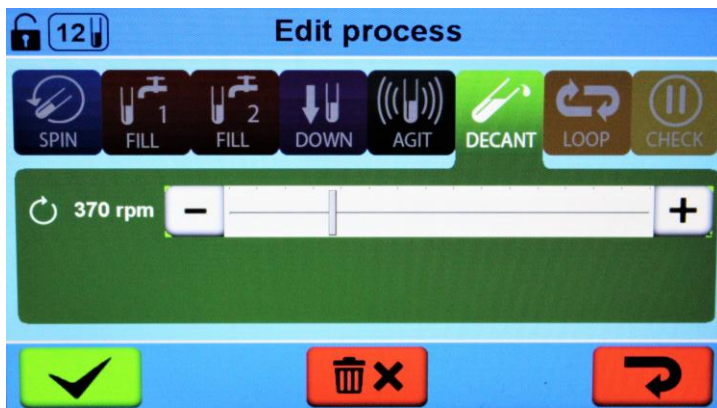 12
Edit process
SPIN
1
FILL
2
FILL
DOWN
AGIT
DECANT
LOOP
CHECK
370 rpm